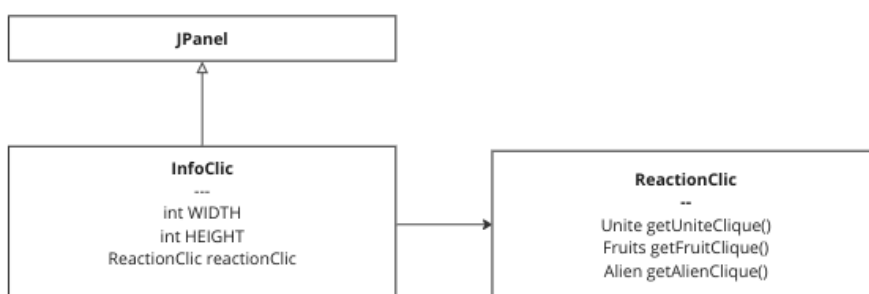 JPanel
InfoClic
---
int WIDTH
int HEIGHT
ReactionClic reactionClic
ReactionClic
--
Unite getUniteClique()
Fruits getFruitClique()
Alien getAlienClique()